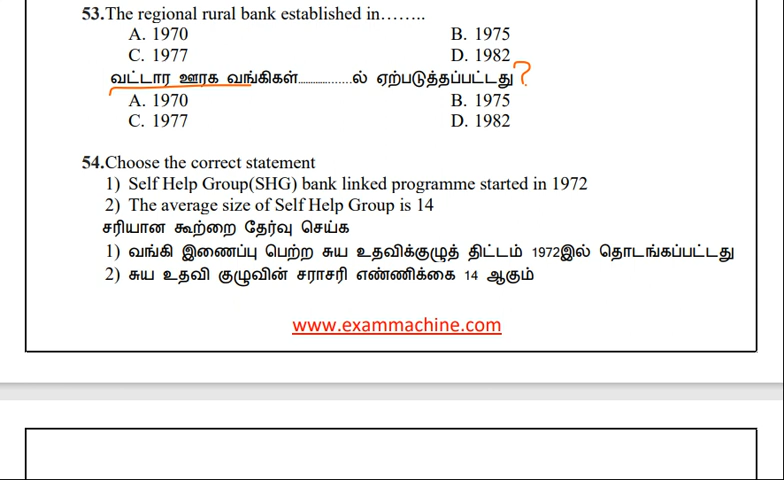 53.The regional rural bank established in……..
A. 1970 B. 1975
C. 1977 D. 1982
வட்டார ஊரக வங்கிகள்....................ல் ஏற்படுத்தப்பட்டது ?
A. 1970 B. 1975
C. 1977 D. 1982
54.Choose the correct statement
1) Self Help Group(SHG) bank linked programme started in 1972
2) The average size of Self Help Group is 14
சரியான கூற்றை தேர்வு செய்க
1) வங்கி இணைப்பு பெற்ற சுய உதவிக்குழுத் திட்டம் 1972இல் தொடங்கப்பட்டது
2) சுய உதவி குழுவின் சராசரி எண்ணிக்கை 14 ஆகும்
www.exammachine.com